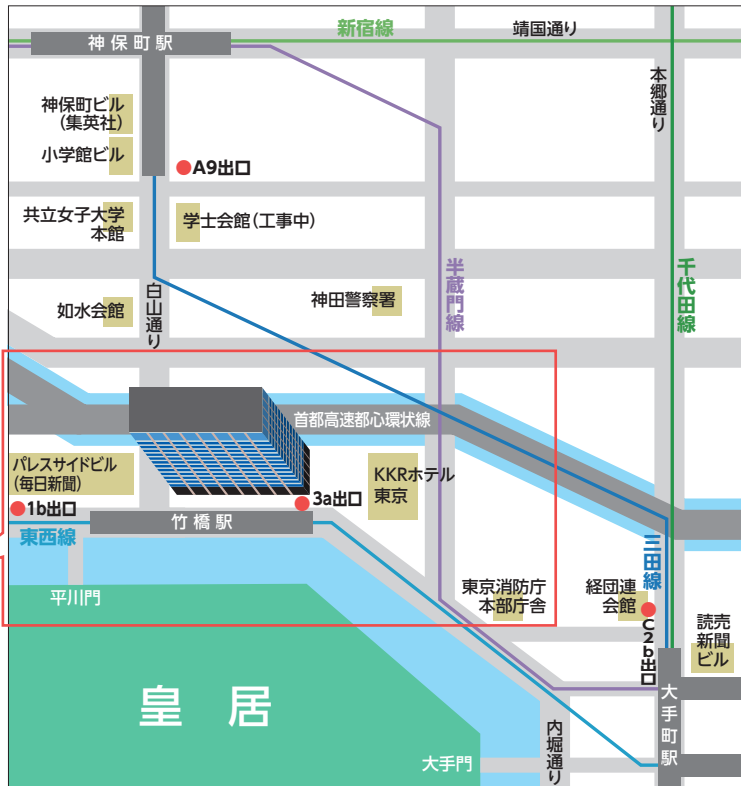 新宿線
靖国通り
神保町駅
本郷通り
神保町ビル
(集英社)
小学館ビル
A9出口
共立女子大学
本館
学士会館(工事中)
半蔵門線
千代田線
白山通り
神田警察署
如水会館
首都高速都心環状線
パレスサイドビル
(毎日新聞)
KKRホテル
東京
3a出口
1b出口
竹橋駅
東西線
三田線
平川門
東京消防庁
本部庁舎
経団連
会館
C2b出口
読売
新聞
ビル
皇居
大手町駅
内堀通り
大手門